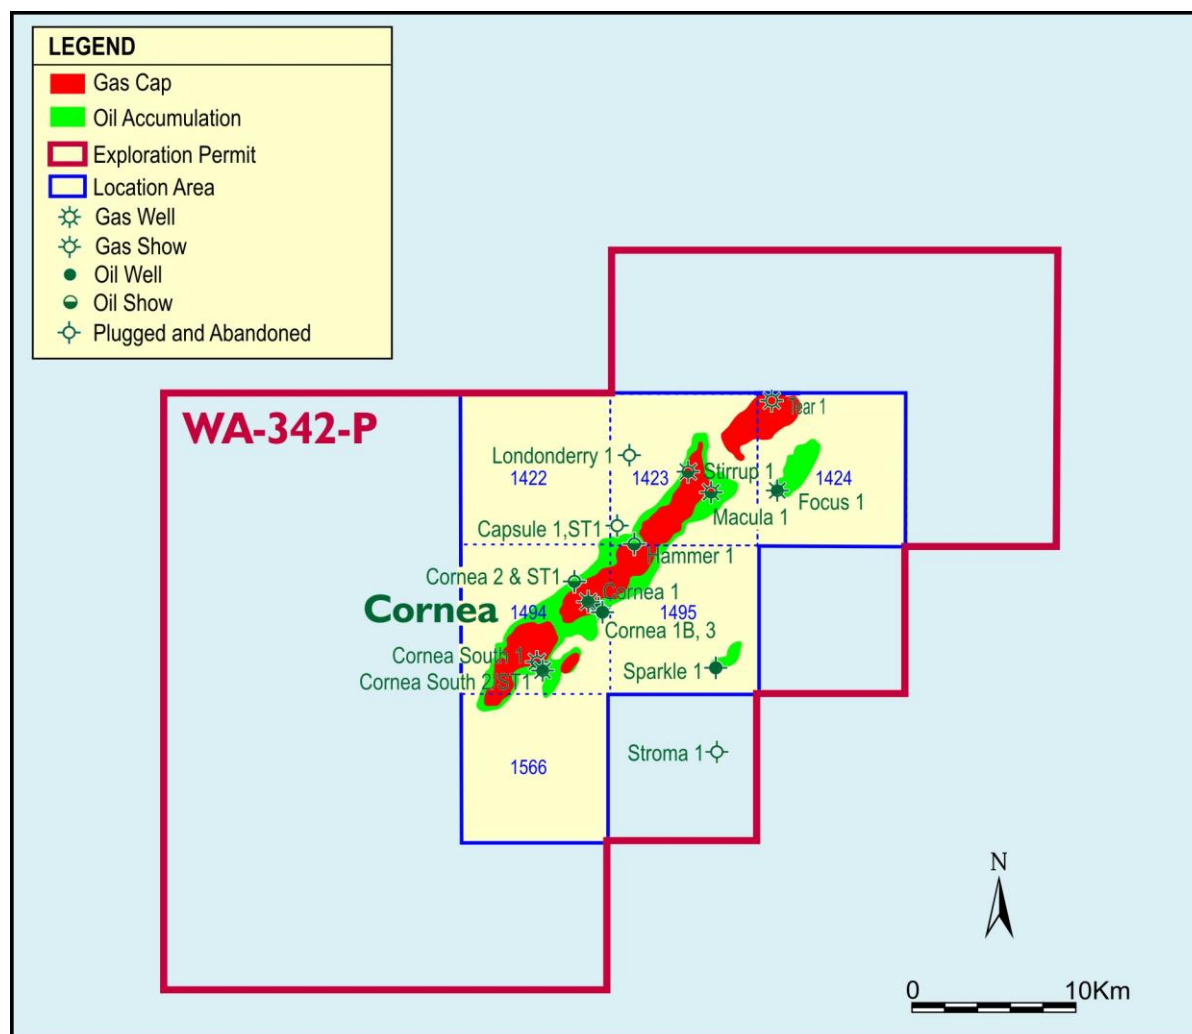 LEGEND
Gas Cap
Oil Accumulation
Exploration Permit
Location Area
Gas Well
Gas Show
Oil Well
Oil Show
Plugged and Abandoned
WA-342-P
Tear 1
Londonderry 1
1422
1423
Stirrup 1
1424
Macula 1
Focus 1
Capsule 1,ST1
Hammer 1
Cornea 2 & ST1
Cornea 1
Cornea
1494
1495
Cornea 1B, 3
Cornea South 1
Cornea South 2/ST1
Sparkle 1
Stroma 1
1566
N
0 10Km